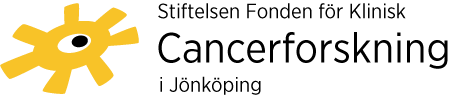 Stiftelsen Fonden för Klinisk
Cancerforskning
i Jönköping